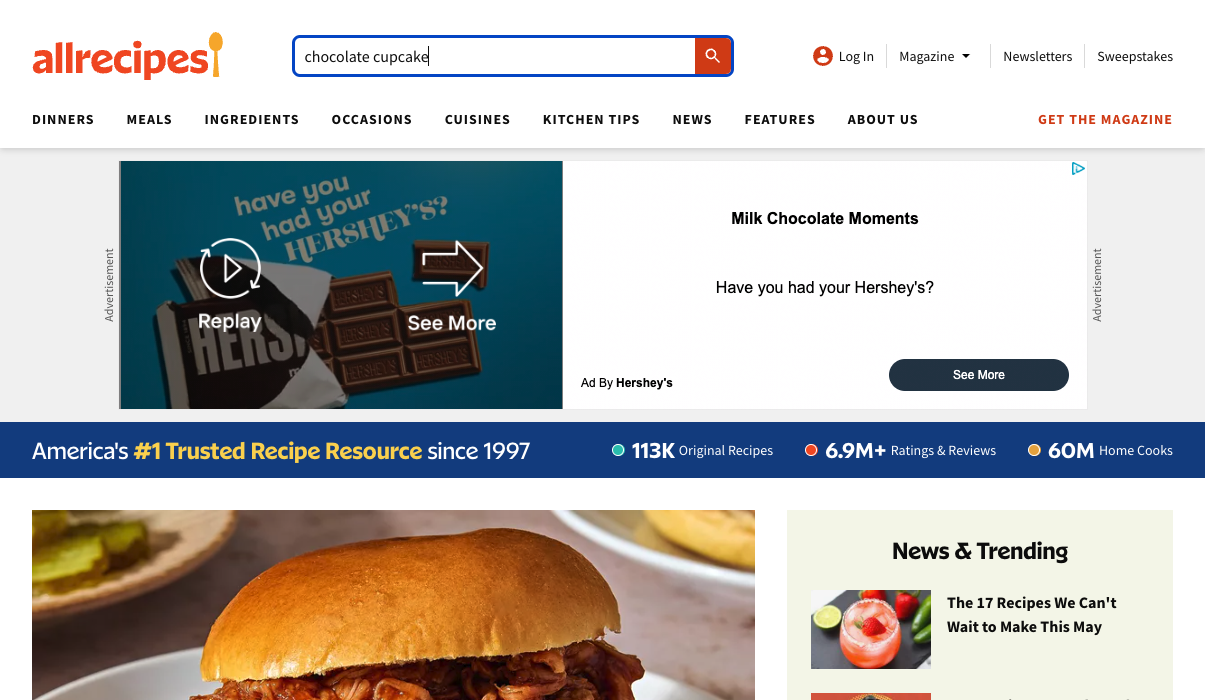 allrecipes
chocolate cupcake
Log In
Magazine
Newsletters
Sweepstakes
DINNERS
MEALS
INGREDIENTS
OCCASIONS
CUISINES
KITCHEN TIPS
NEWS
FEATURES
ABOUT US
GET THE MAGAZINE
Advertisement
have you
had your
HERSHEY'S?
Replay
See More
Milk Chocolate Moments
Have you had your Hershey's?
Ad By Hershey's
See More
Advertisement
America's #1 Trusted Recipe Resource since 1997
113K Original Recipes
6.9M+ Ratings & Reviews
60M Home Cooks
News & Trending
The 17 Recipes We Can't
Wait to Make This May